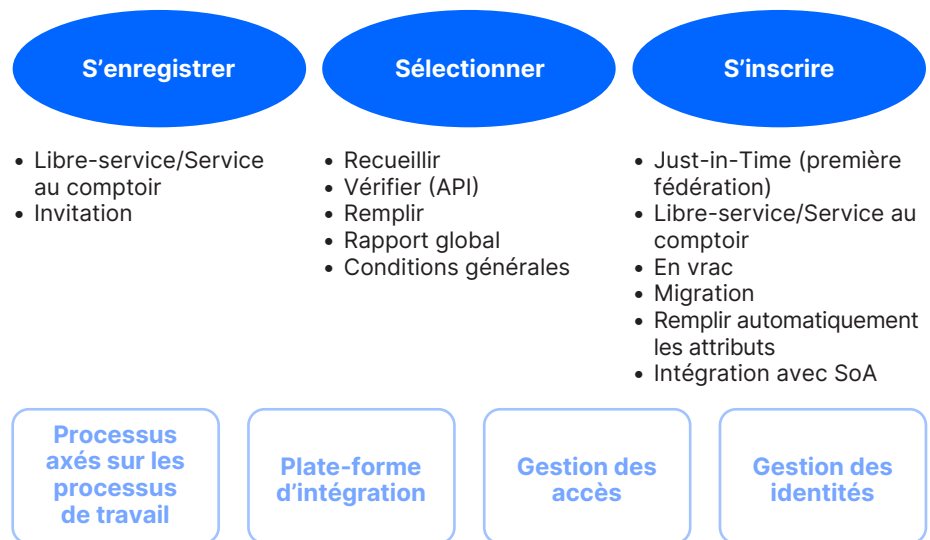 S’enregistrer
Sélectionner
S’inscrire
• Libre-service/Service
au comptoir
• Invitation
• Recueillir
• Vérifier (API)
• Remplir
• Rapport global
• Conditions générales
• Just-in-Time (première
fédération)
• Libre-service/Service au
comptoir
• En vrac
• Migration
• Remplir automatiquement
les attributs
• Intégration avec SoA
Processus
axés sur les
processus
de travail
Plate-forme
d’intégration
Gestion des
accès
Gestion des
identités